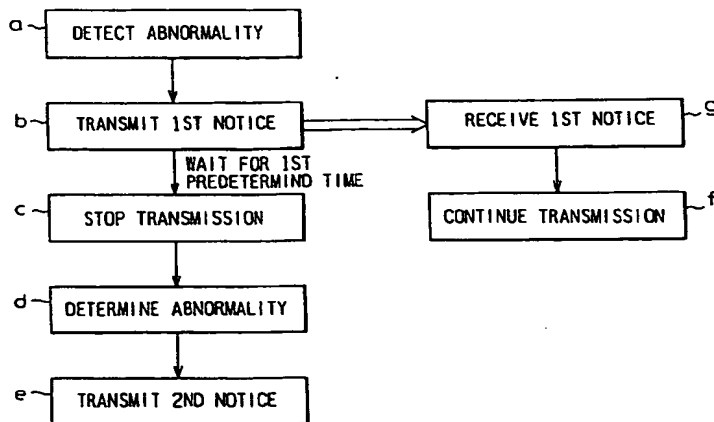 a
DETECT ABNORMALITY
b
TRANSMIT 1ST NOTICE
RECEIVE 1ST NOTICE
g
WAIT FOR 1ST
PREDETERMIND TIME
c
STOP TRANSMISSION
CONTINUE TRANSMISSION
f
d
DETERMINE ABNORMALITY
e
TRANSMIT 2ND NOTICE